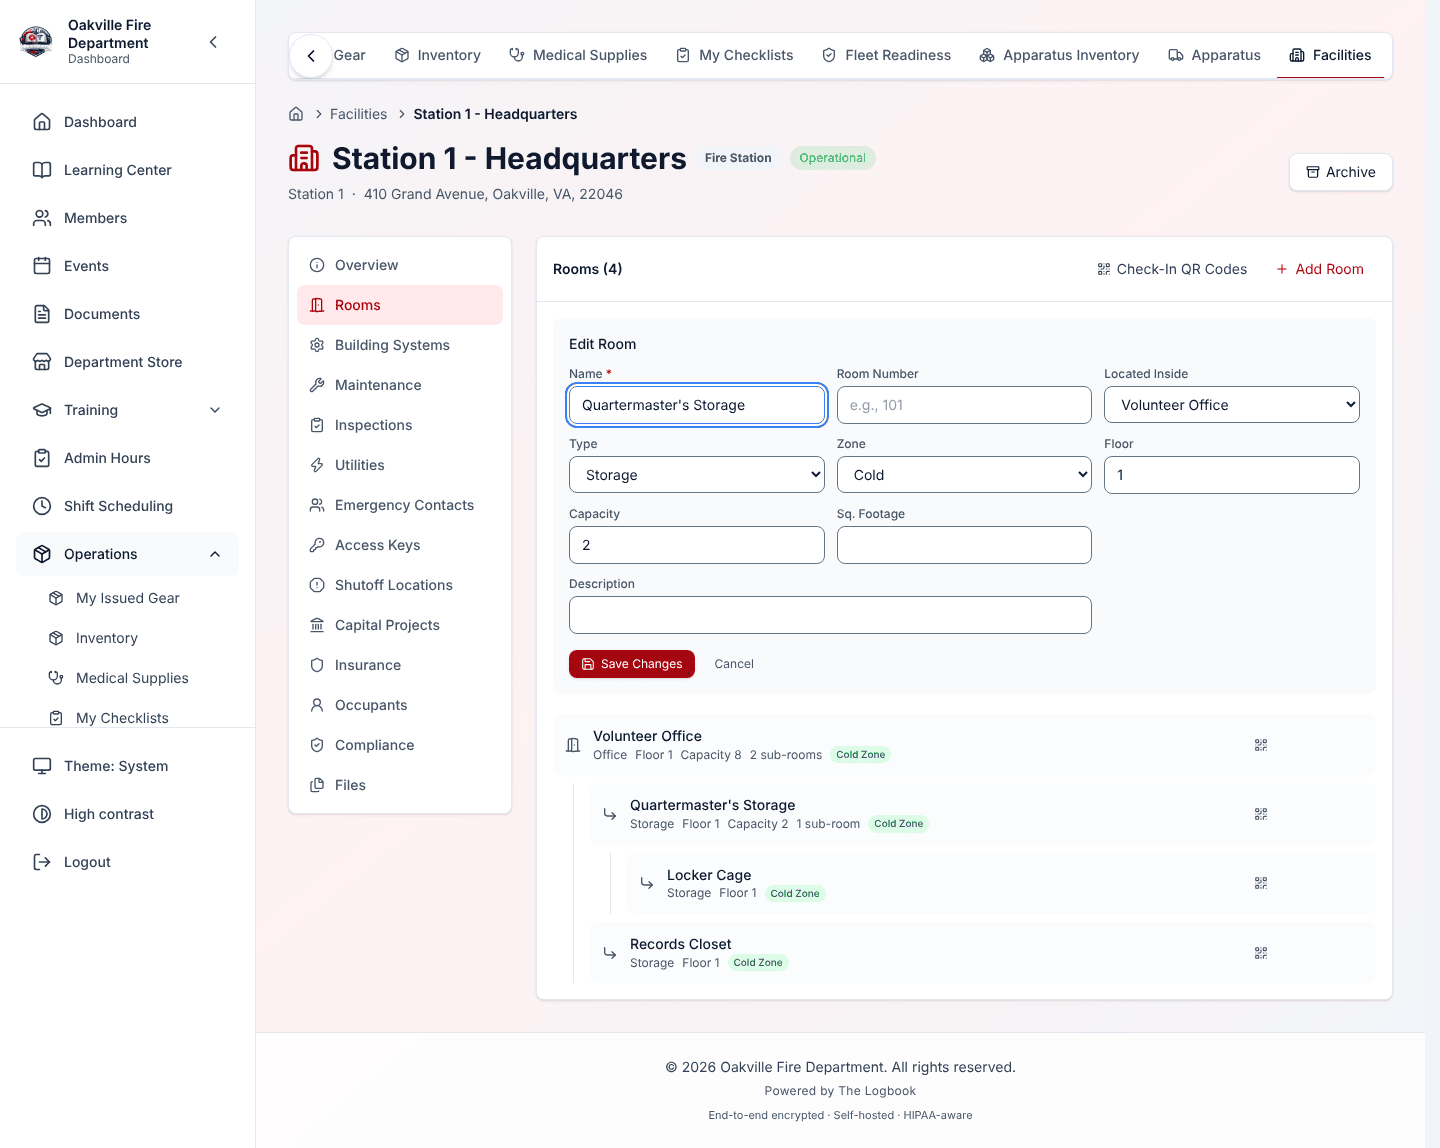 Oakville Fire
Department
Dashboard
Dashboard
Learning Center
Members
Events
Documents
Department Store
Training
Admin Hours
Shift Scheduling
Operations
My Issued Gear
Inventory
Medical Supplies
My Checklists
Theme: System
High contrast
Logout
Gear
Inventory
Medical Supplies
My Checklists
Fleet Readiness
Apparatus Inventory
Apparatus
Facilities
Facilities
Station 1 - Headquarters
Station 1 - Headquarters
Fire Station
Operational
Station 1 · 410 Grand Avenue, Oakville, VA, 22046
Archive
Overview
Rooms
Building Systems
Maintenance
Inspections
Utilities
Emergency Contacts
Access Keys
Shutoff Locations
Capital Projects
Insurance
Occupants
Compliance
Files
Rooms (4)
Check-In QR Codes
Add Room
Edit Room
Name *
Quartermaster's Storage
Room Number
e.g., 101
Located Inside
Volunteer Office
Type
Storage
Zone
Cold
Floor
1
Capacity
2
Sq. Footage
Description
Save Changes
Cancel
Volunteer Office
Office Floor 1 Capacity 8 2 sub-rooms Cold Zone
Quartermaster's Storage
Storage Floor 1 Capacity 2 1 sub-room Cold Zone
Locker Cage
Storage Floor 1 Cold Zone
Records Closet
Storage Floor 1 Cold Zone
© 2026 Oakville Fire Department. All rights reserved.
Powered by The Logbook
End-to-end encrypted · Self-hosted · HIPAA-aware